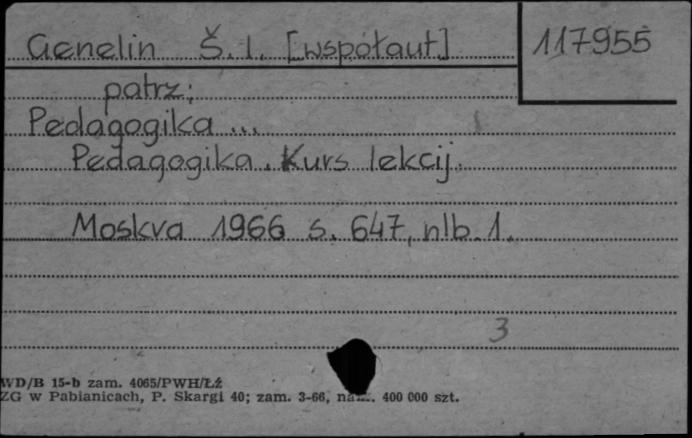 Genelin Š. I. [współaut] 117955
patrz:
Pedagogika ...
Pedagogika. Kurs lekcij.
Moskva 1966 s. 647, nlb. 1.
3
WD/B 15-b zam. 4065/PWH/Łź
ZG w Pabianicach, P. Skargi 40; zam. 3-66, 400 000 szt.